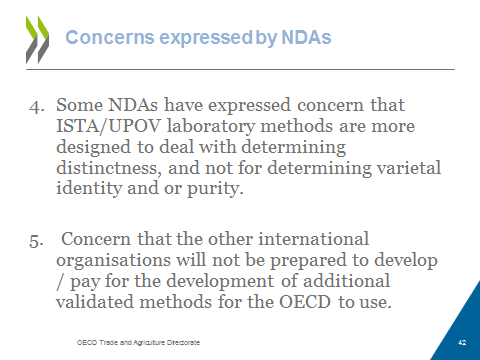 Concerns expressed by NDAs
4. Some NDAs have expressed concern that
ISTA/UPOV laboratory methods are more
designed to deal with determining
distinctness, and not for determining varietal
identity and or purity.
5. Concern that the other international
organisations will not be prepared to develop
/ pay for the development of additional
validated methods for the OECD to use.
OECD Trade and Agriculture Directorate
42